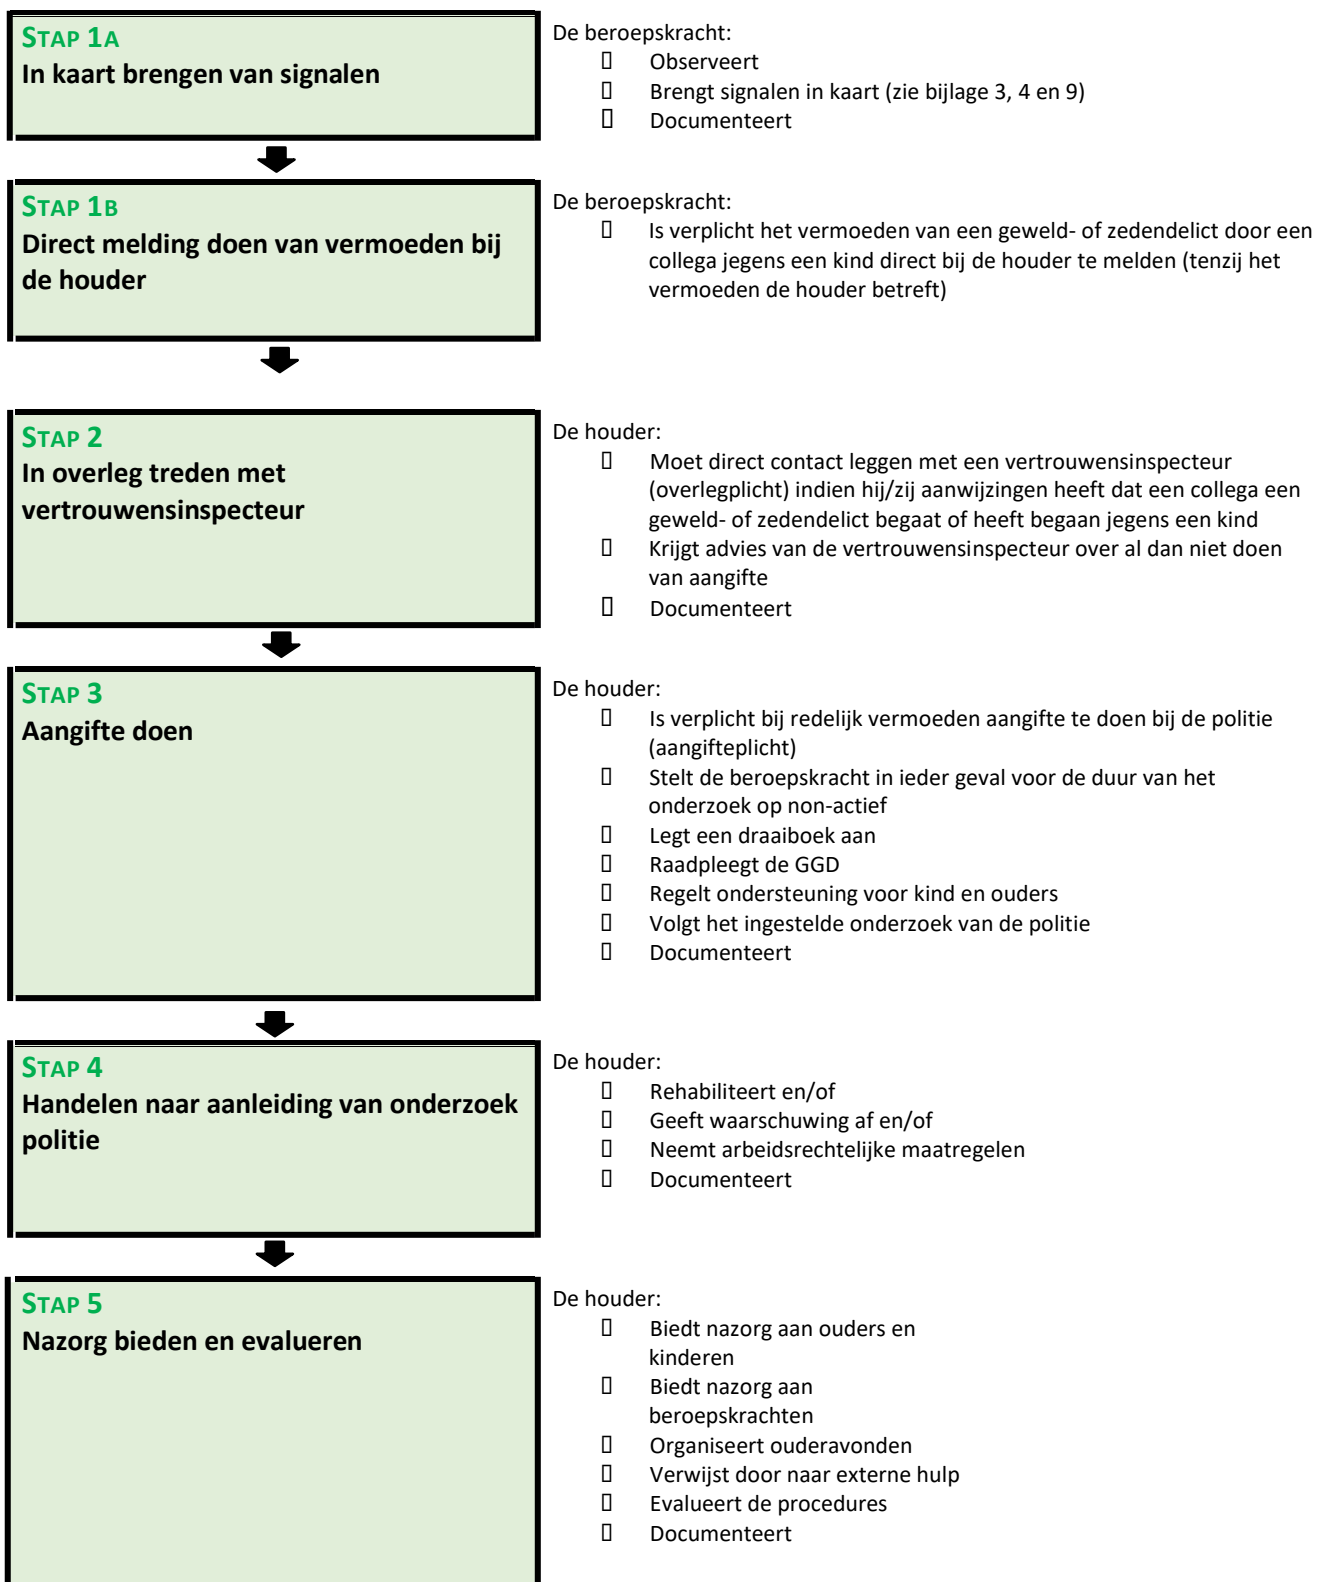 STAP 1A
In kaart brengen van signalen
De beroepskracht:
▯ Observeert
▯ Brengt signalen in kaart (zie bijlage 3, 4 en 9)
▯ Documenteert
STAP 1B
Direct melding doen van vermoeden bij
de houder
De beroepskracht:
▯ Is verplicht het vermoeden van een geweld- of zedendelict door een
collega jegens een kind direct bij de houder te melden (tenzij het
vermoeden de houder betreft)
STAP 2
In overleg treden met
vertrouwensinspecteur
De houder:
▯ Moet direct contact leggen met een vertrouwensinspecteur
(overlegplicht) indien hij/zij aanwijzingen heeft dat een collega een
geweld- of zedendelict begaat of heeft begaan jegens een kind
▯ Krijgt advies van de vertrouwensinspecteur over al dan niet doen
van aangifte
▯ Documenteert
STAP 3
Aangifte doen
De houder:
▯ Is verplicht bij redelijk vermoeden aangifte te doen bij de politie
(aangifteplicht)
▯ Stelt de beroepskracht in ieder geval voor de duur van het
onderzoek op non-actief
▯ Legt een draaiboek aan
▯ Raadpleegt de GGD
▯ Regelt ondersteuning voor kind en ouders
▯ Volgt het ingestelde onderzoek van de politie
▯ Documenteert
STAP 4
Handelen naar aanleiding van onderzoek
politie
De houder:
▯ Rehabiliteert en/of
▯ Geeft waarschuwing af en/of
▯ Neemt arbeidsrechtelijke maatregelen
▯ Documenteert
STAP 5
Nazorg bieden en evalueren
De houder:
▯ Biedt nazorg aan ouders en
kinderen
▯ Biedt nazorg aan
beroepskrachten
▯ Organiseert ouderavonden
▯ Verwijst door naar externe hulp
▯ Evalueert de procedures
▯ Documenteert